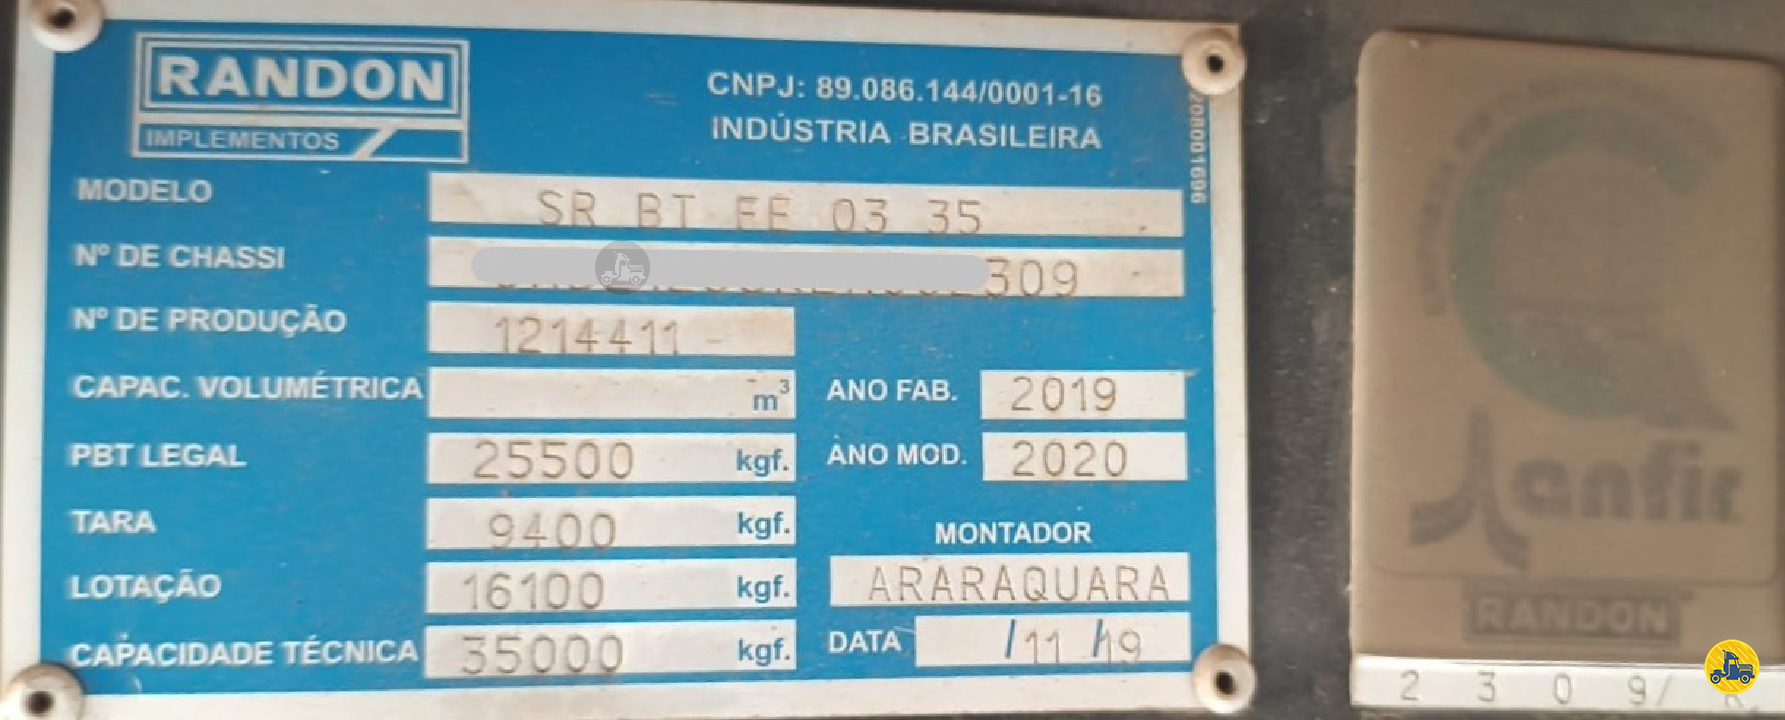 RANDON
IMPLEMENTOS
CNPJ: 89.086.144/0001-16
INDÚSTRIA BRASILEIRA
2080001696
MODELO SR BT FE 03 35
Nº DE CHASSI 309
Nº DE PRODUÇÃO 1214411
CAPAC. VOLUMÉTRICA m³ ANO FAB. 2019
PBT LEGAL 25500 kgf. ANO MOD. 2020
TARA 9400 kgf.
MONTADOR
LOTAÇÃO 16100 kgf. ARARAQUARA
CAPACIDADE TÉCNICA 35000 kgf. DATA /11/19
RANDON
2309/